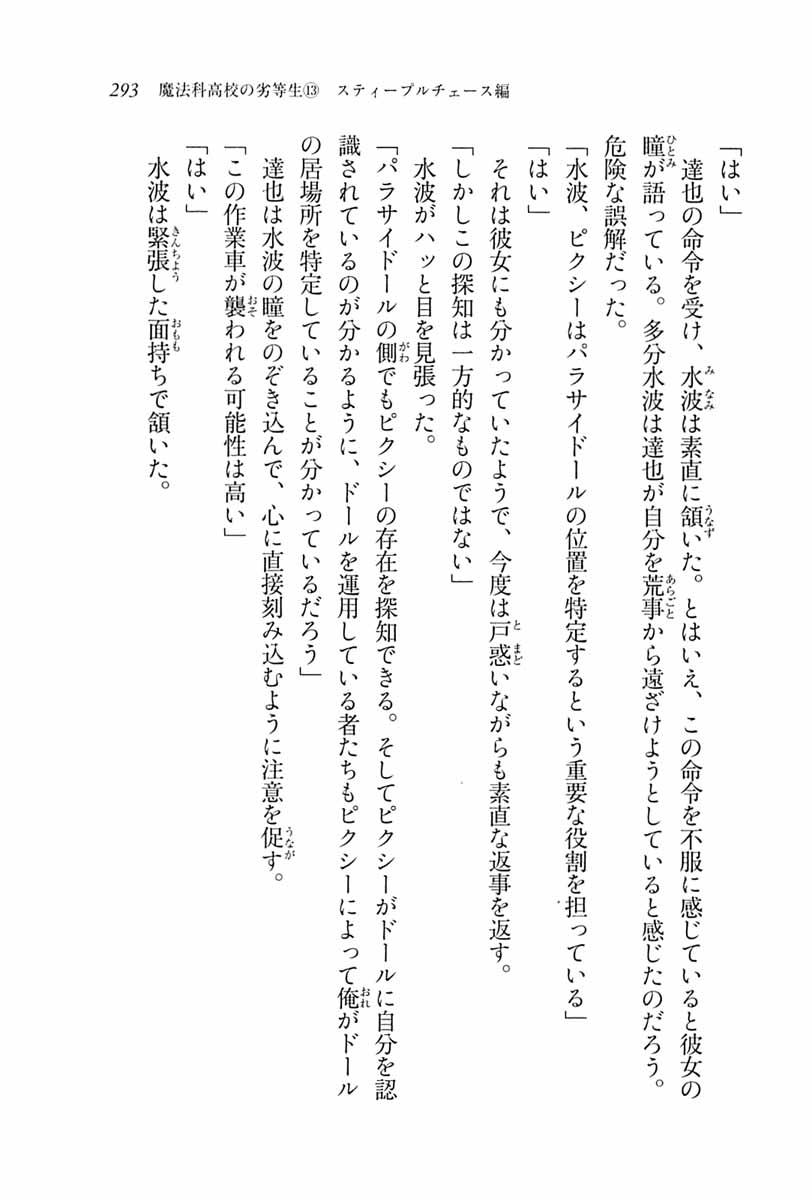 293 魔法科高校の劣等生⑬ スティープルチェース編
「はい」
達也の命令を受け、水波は素直に頷いた。とはいえ、この命令を不服に感じていると彼女の
瞳が語っている。多分水波は達也が自分を荒事から遠ざけようとしていると感じたのだろう。
危険な誤解だった。
「水波、ピクシーはパラサイドールの位置を特定するという重要な役割を担っている」
「はい」
それは彼女にも分かっていたようで、今度は戸惑いながらも素直な返事を返す。
「しかしこの探知は一方的なものではない」
水波がハッと目を見張った。
「パラサイドールの側でもピクシーの存在を探知できる。そしてピクシーがドールに自分を認
識されているのが分かるように、ドールを運用している者たちもピクシーによって俺がドール
の居場所を特定していることが分かっているだろう」
達也は水波の瞳をのぞき込んで、心に直接刻み込むように注意を促す。
「この作業車が襲われる可能性は高い」
「はい」
水波は緊張した面持ちで頷いた。